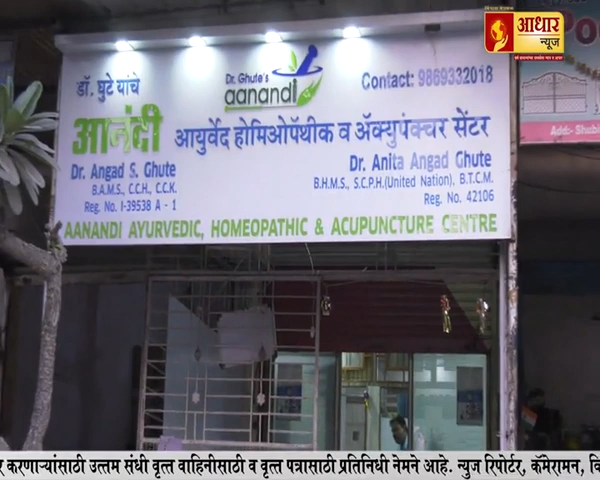 आधार
न्यूज
डॉ. घुटे यांचे
आनंदी
Dr. Ghute's
aanandi
Contact: 9869332018
आयुर्वेद होमिओपॅथीक व ॲक्युपंक्चर सेंटर
Dr. Angad S. Ghute
B.A.M.S., C.C.H., C.C.K.
Reg. No. I-39538 A - 1
Dr. Anita Angad Ghute
B.H.M.S., S.C.P.H.(United Nation), B.T.C.M.
Reg. No. 42106
AANANDI AYURVEDIC, HOMEOPATHIC & ACUPUNCTURE CENTRE
Add:- Shubh
र करणाऱ्यांसाठी उत्तम संधी वृत्त वाहिनीसाठी व वृत्त पत्रासाठी प्रतिनिधी नेमने आहे. न्युज रिपोर्टर, कॅमेरामन, वि